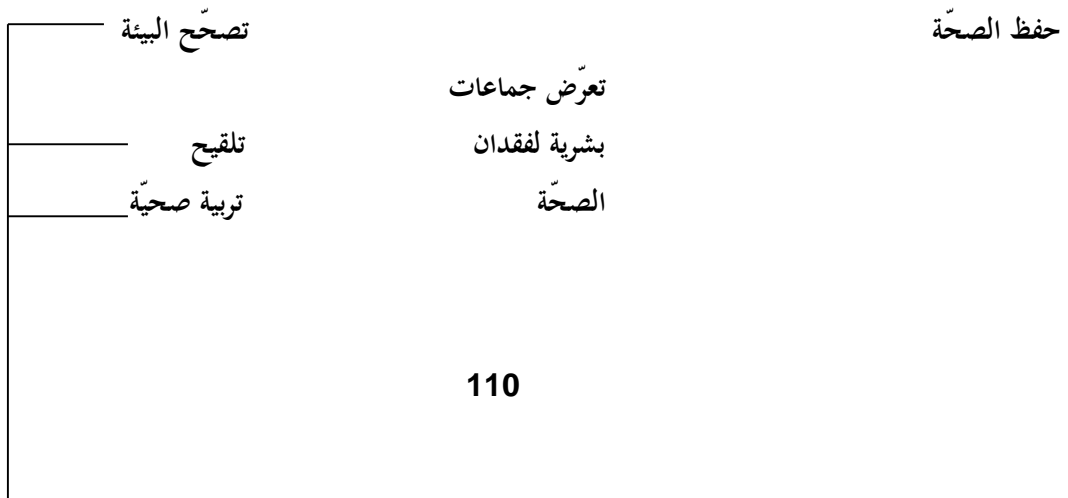 حفظ الصحّة تصحّح البيئة
تعرّض جماعات
بشرية لفقدان تلقيح
الصحّة تربية صحيّة
110